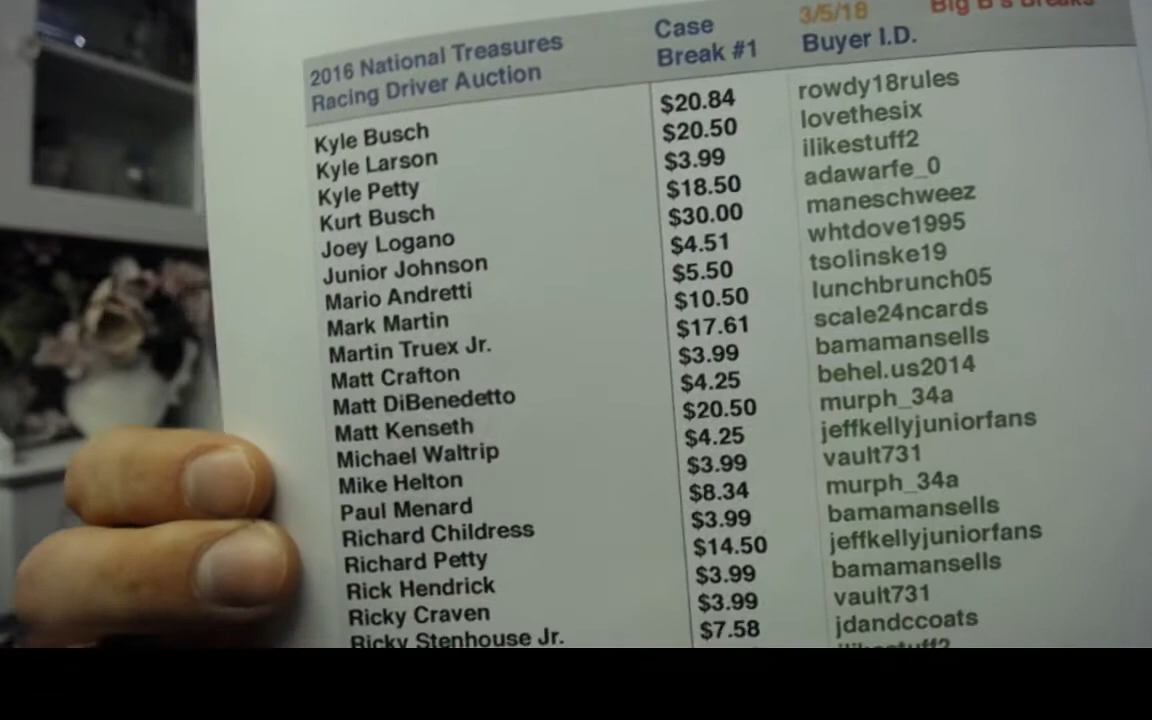 3/5/18 Big B's Breaks
2016 National Treasures Case
Racing Driver Auction Break #1 Buyer I.D.
Kyle Busch $20.84 rowdy18rules
Kyle Larson $20.50 lovethesix
Kyle Petty $3.99 ilikestuff2
Kurt Busch $18.50 adawarfe_0
Joey Logano $30.00 maneschweez
Junior Johnson $4.51 whtdove1995
Mario Andretti $5.50 tsolinske19
Mark Martin $10.50 lunchbrunch05
Martin Truex Jr. $17.61 scale24ncards
Matt Crafton $3.99 bamamansells
Matt DiBenedetto $4.25 behel.us2014
Matt Kenseth $20.50 murph_34a
Michael Waltrip $4.25 jeffkellyjuniorfans
Mike Helton $3.99 vault731
Paul Menard $8.34 murph_34a
Richard Childress $3.99 bamamansells
Richard Petty $14.50 jeffkellyjuniorfans
Rick Hendrick $3.99 bamamansells
Ricky Craven $3.99 vault731
Ricky Stenhouse Jr. $7.58 jdandccoats
ilikestuff2